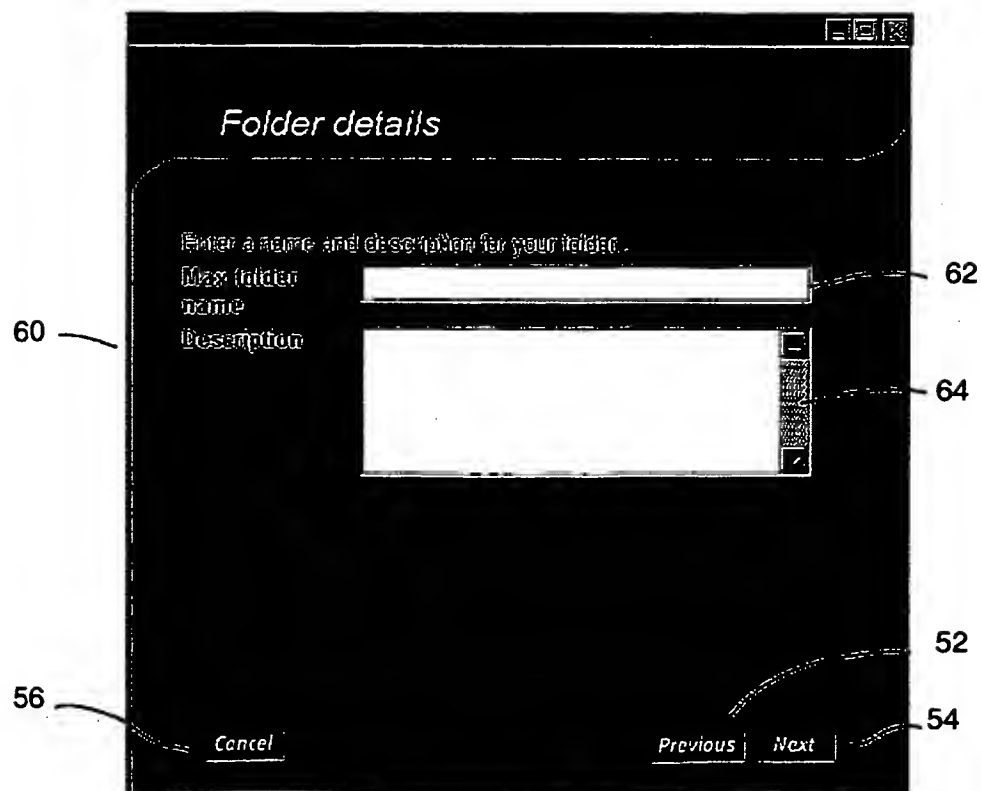 Folder details
Enter a name and description for your folder.
Max folder
name
62
60
Description
64
52
56
54
Cancel
Previous
Next